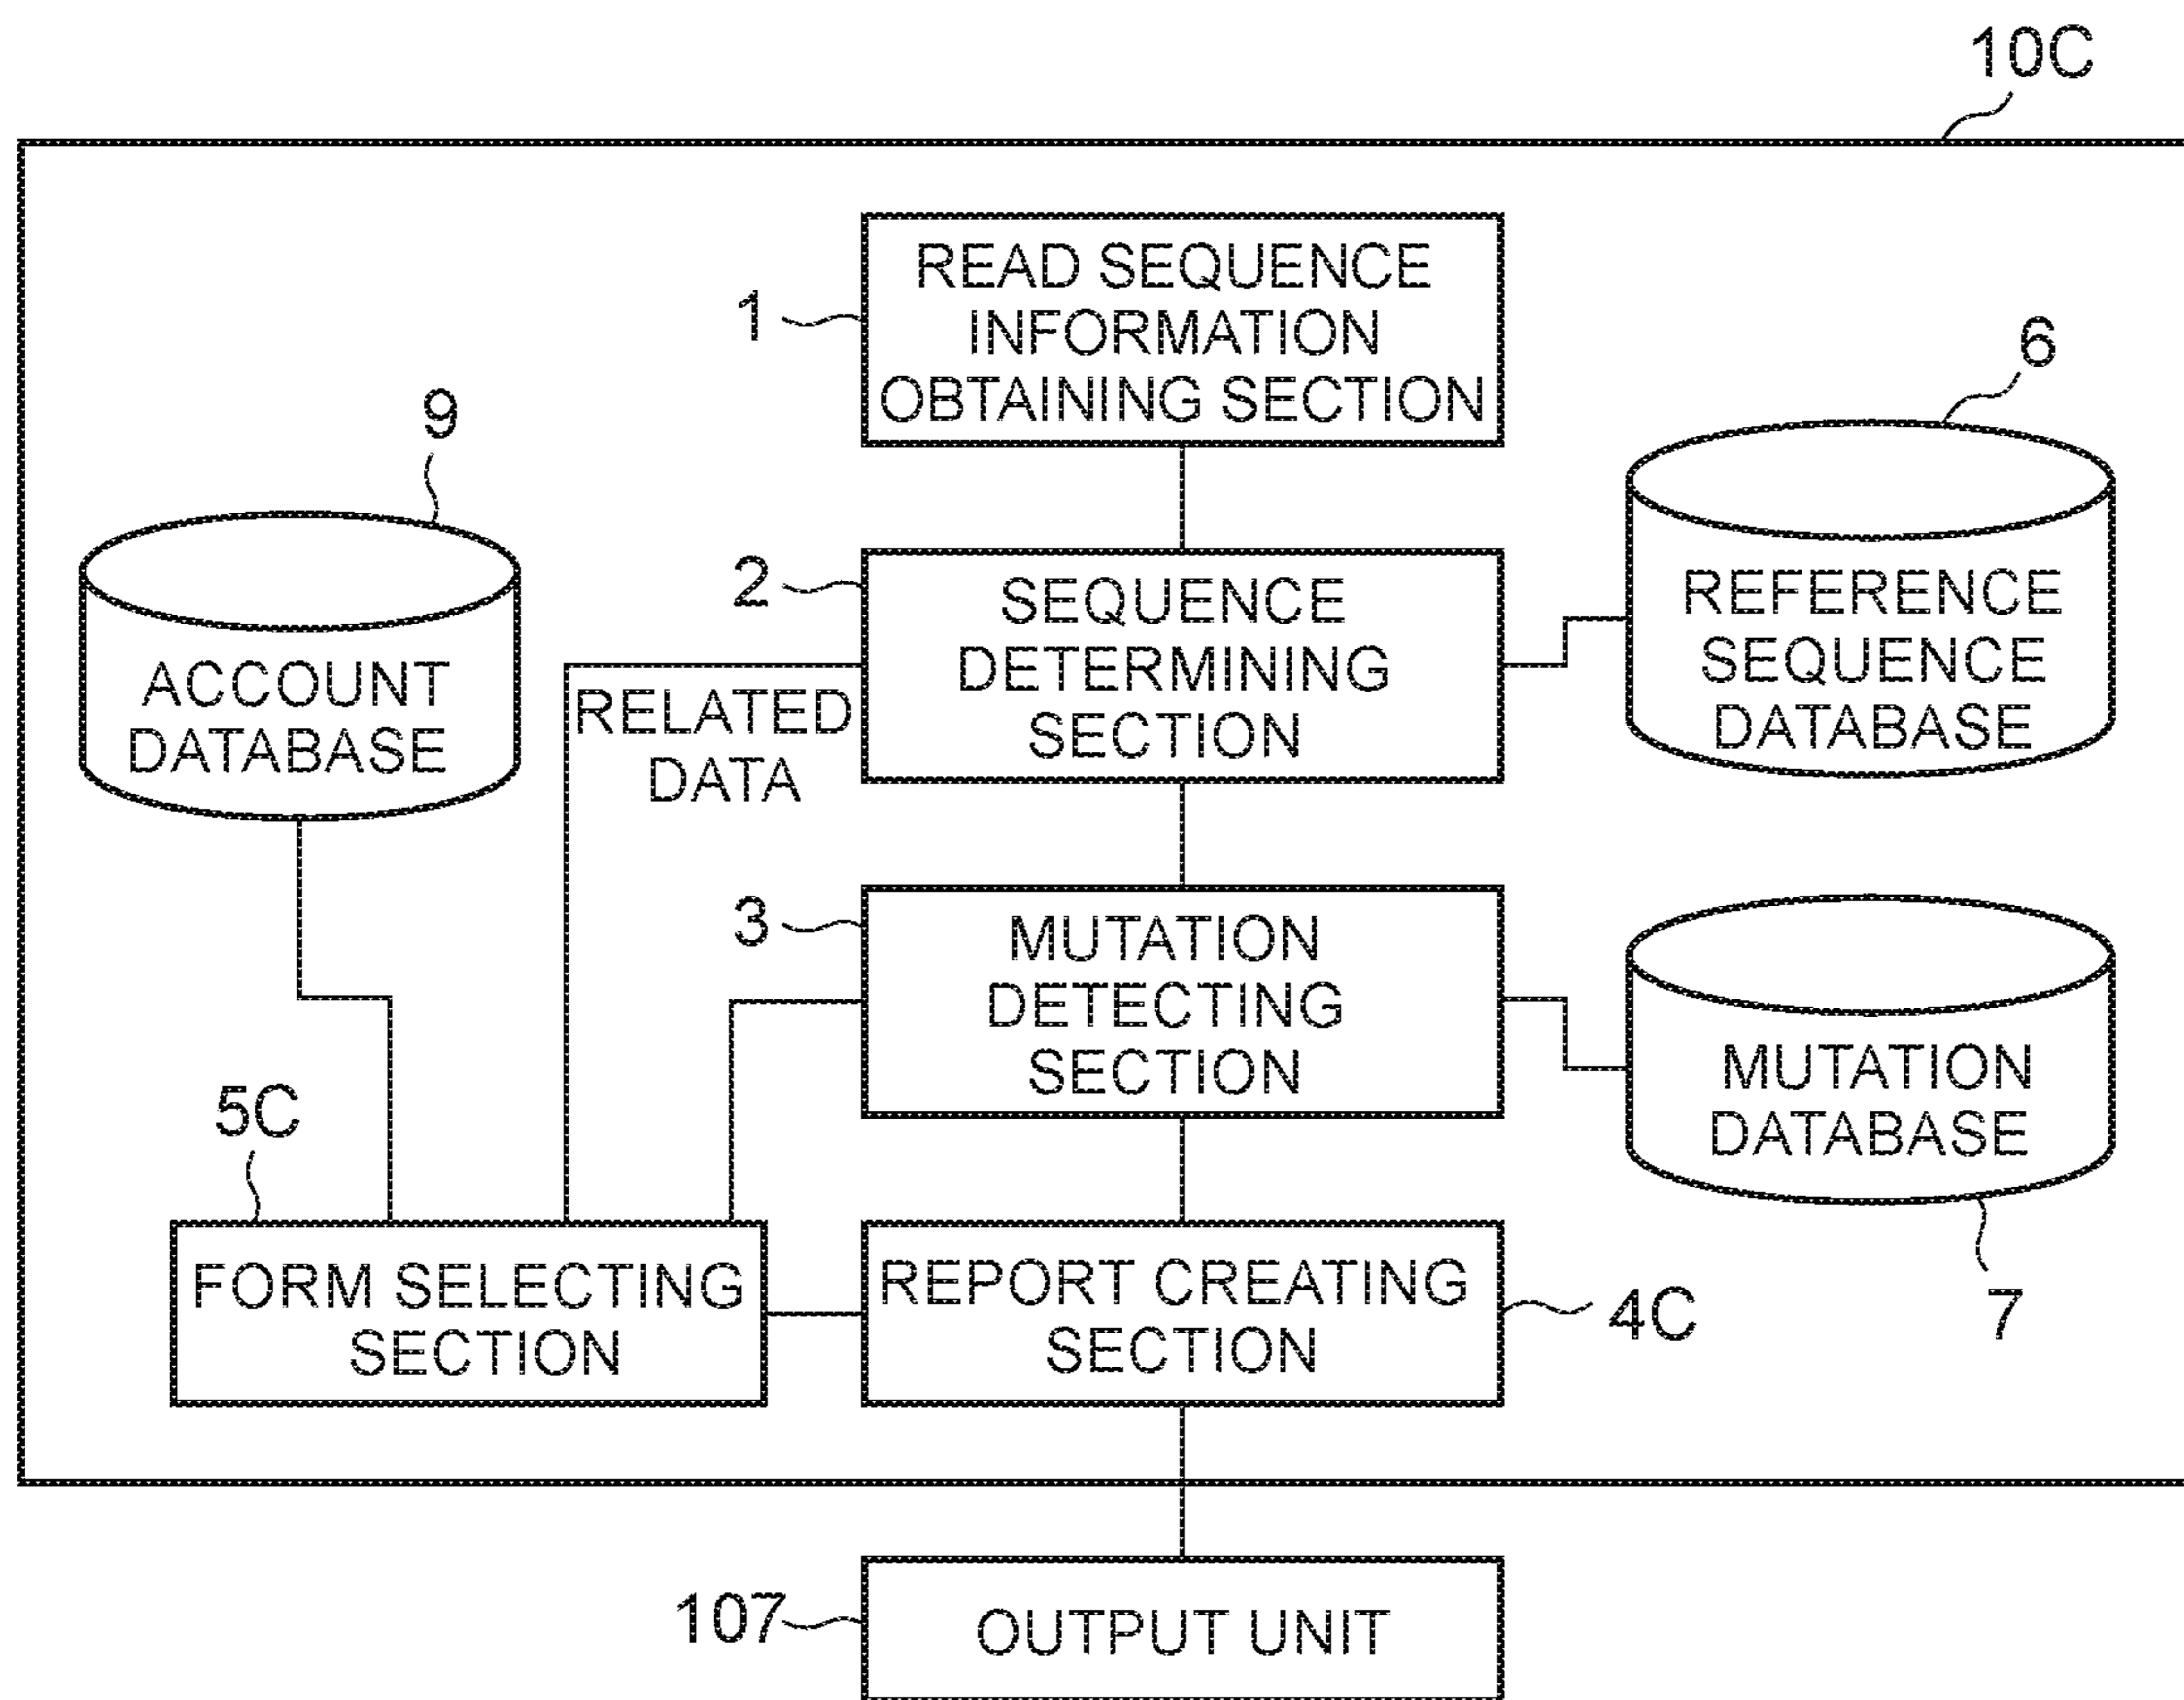 10C
READ SEQUENCE
INFORMATION
OBTAINING SECTION
1
6
9
2
SEQUENCE
DETERMINING
SECTION
REFERENCE
SEQUENCE
DATABASE
ACCOUNT
DATABASE
RELATED
DATA
3
MUTATION
DETECTING
SECTION
MUTATION
DATABASE
7
5C
FORM SELECTING
SECTION
REPORT CREATING
SECTION
4C
107
OUTPUT UNIT